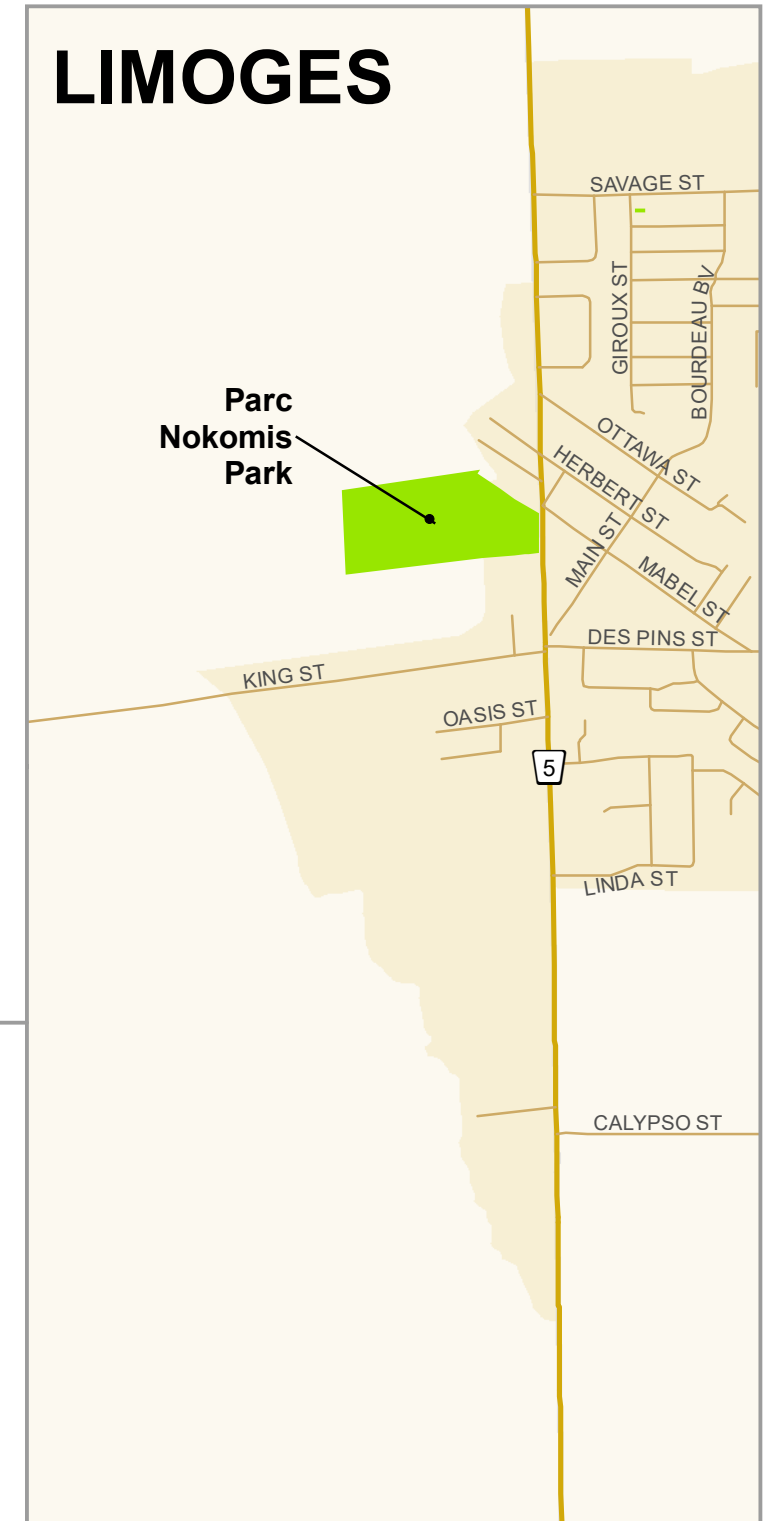 LIMOGES
SAVAGE ST
GIROUX ST
BOURDEAU BV
Parc
Nokomis
Park
OTTAWA ST
HERBERT ST
MAIN ST
MABEL ST
DES PINS ST
KING ST
OASIS ST
5
LINDA ST
CALYPSO ST